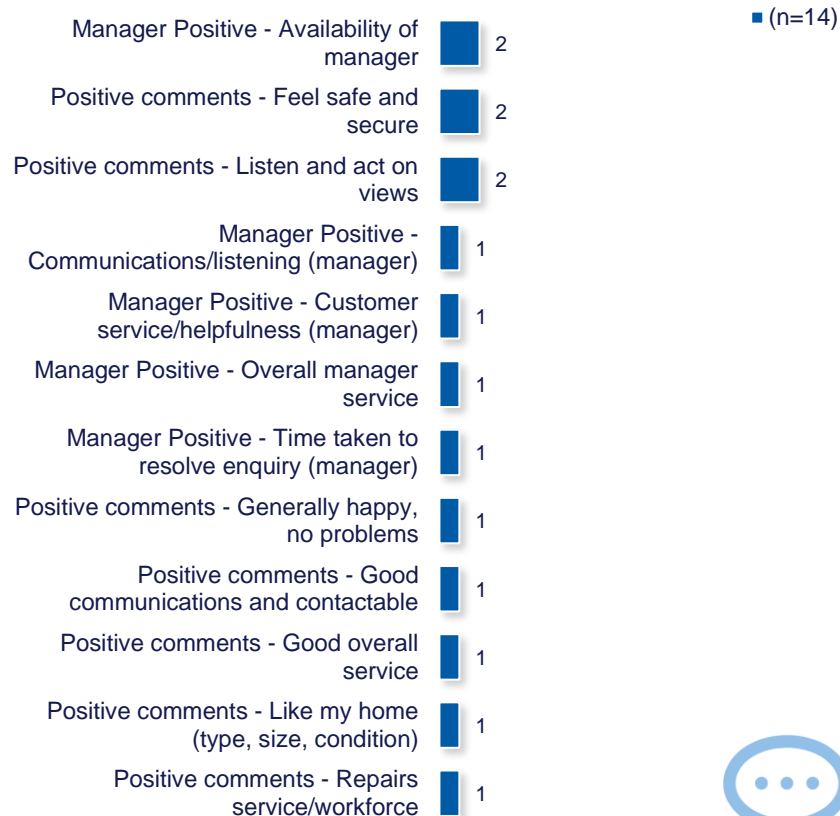 (n=14)
Manager Positive - Availability of
manager
2
Positive comments - Feel safe and
secure
2
Positive comments - Listen and act on
views
2
Manager Positive -
Communications/listening (manager)
1
Manager Positive - Customer
service/helpfulness (manager)
1
Manager Positive - Overall manager
service
1
Manager Positive - Time taken to
resolve enquiry (manager)
1
Positive comments - Generally happy,
no problems
1
Positive comments - Good
communications and contactable
1
Positive comments - Good overall
service
1
Positive comments - Like my home
(type, size, condition)
1
Positive comments - Repairs
service/workforce
1